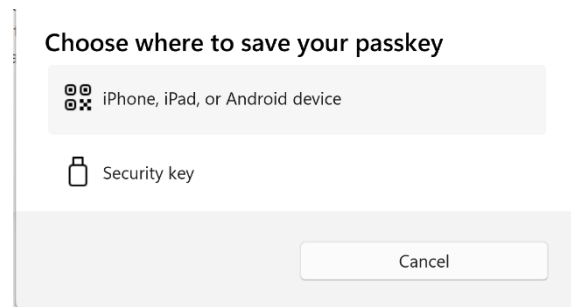 Choose where to save your passkey
iPhone, iPad, or Android device
Security key
Cancel